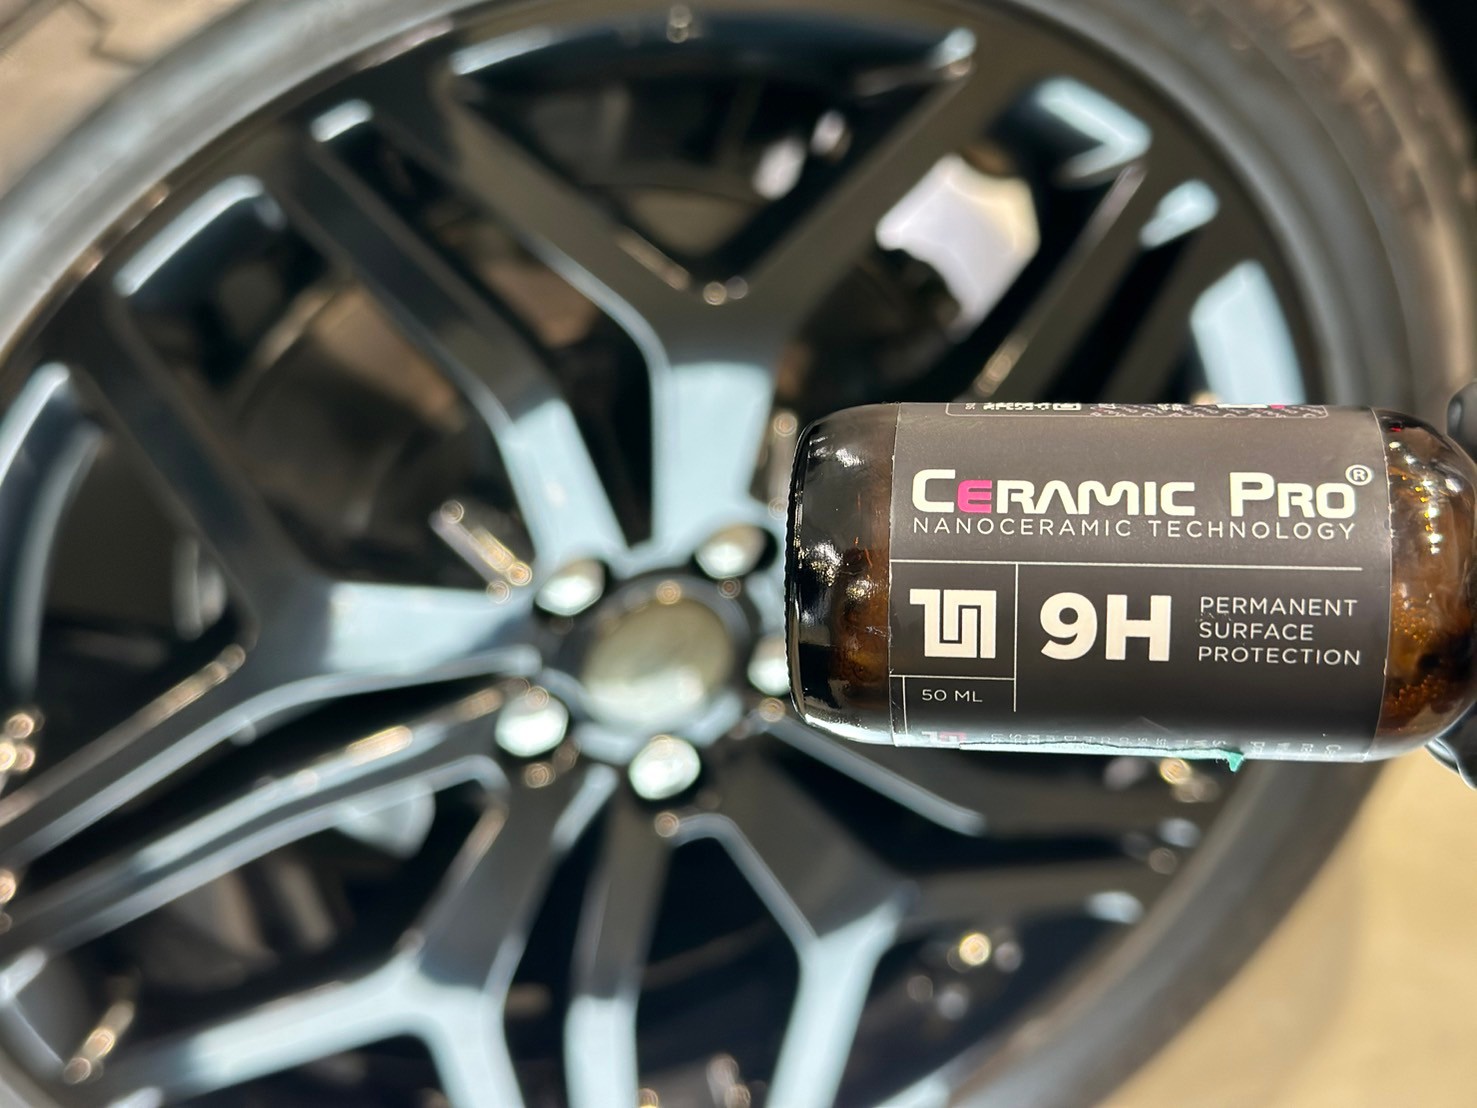 CERAMIC PRO®
NANOCERAMIC TECHNOLOGY
9H
PERMANENT
SURFACE
PROTECTION
50 ML